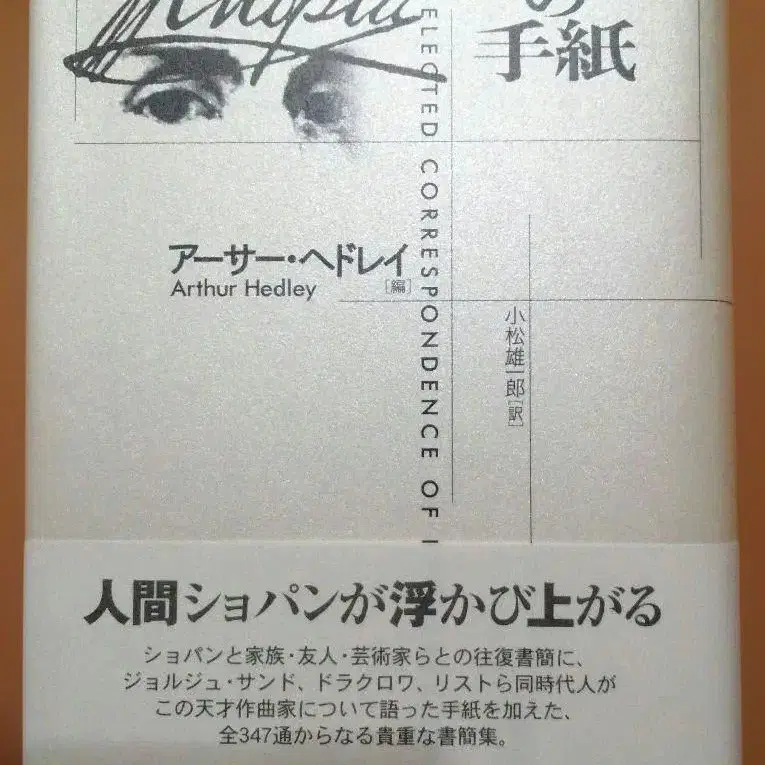 Chopin
の
手紙
SELECTED CORRESPONDENCE OF
アーサー・ヘドレイ
Arthur Hedley
[編]
小松雄一郎[訳]
人間ショパンが浮かび上がる
ショパンと家族・友人・芸術家らとの往復書簡に、
ジョルジュ・サンド、ドラクロワ、リストら同時代人が
この天才作曲家について語った手紙を加えた、
全347通からなる貴重な書簡集。